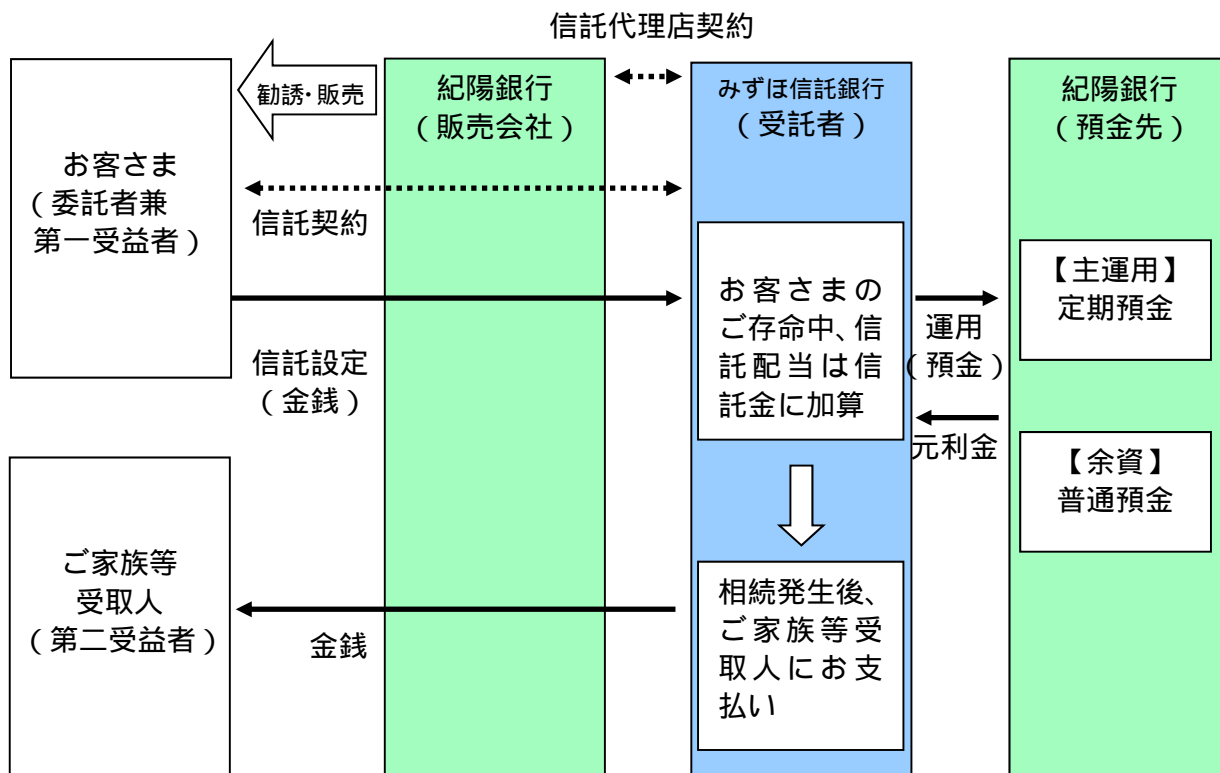 信託代理店契約
勧誘・販売
紀陽銀行
（販売会社）
みずほ信託銀行
（受託者）
紀陽銀行
（預金先）
お客さま
（委託者兼
第一受益者）
信託契約
信託設定
（金銭）
お客さまの
ご存命中、信
託配当は信
託金に加算
運用
（預金）
元利金
【主運用】
定期預金
【余資】
普通預金
ご家族等
受取人
（第二受益者）
金銭
相続発生後、
ご家族等受
取人にお支
払い